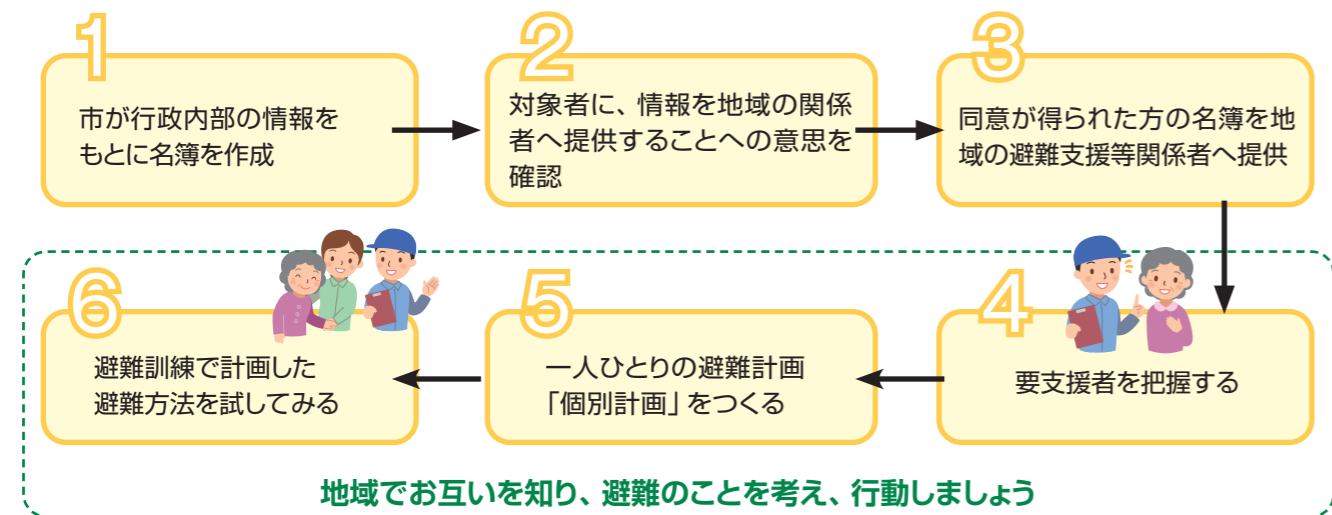 1
市が行政内部の情報を
もとに名簿を作成
2
対象者に、情報を地域の関係
者へ提供することへの意思を
確認
3
同意が得られた方の名簿を地
域の避難支援等関係者へ提供
4
要支援者を把握する
5
一人ひとりの避難計画
「個別計画」をつくる
6
避難訓練で計画した
避難方法を試してみる
地域でお互いを知り、避難のことを考え、行動しましょう